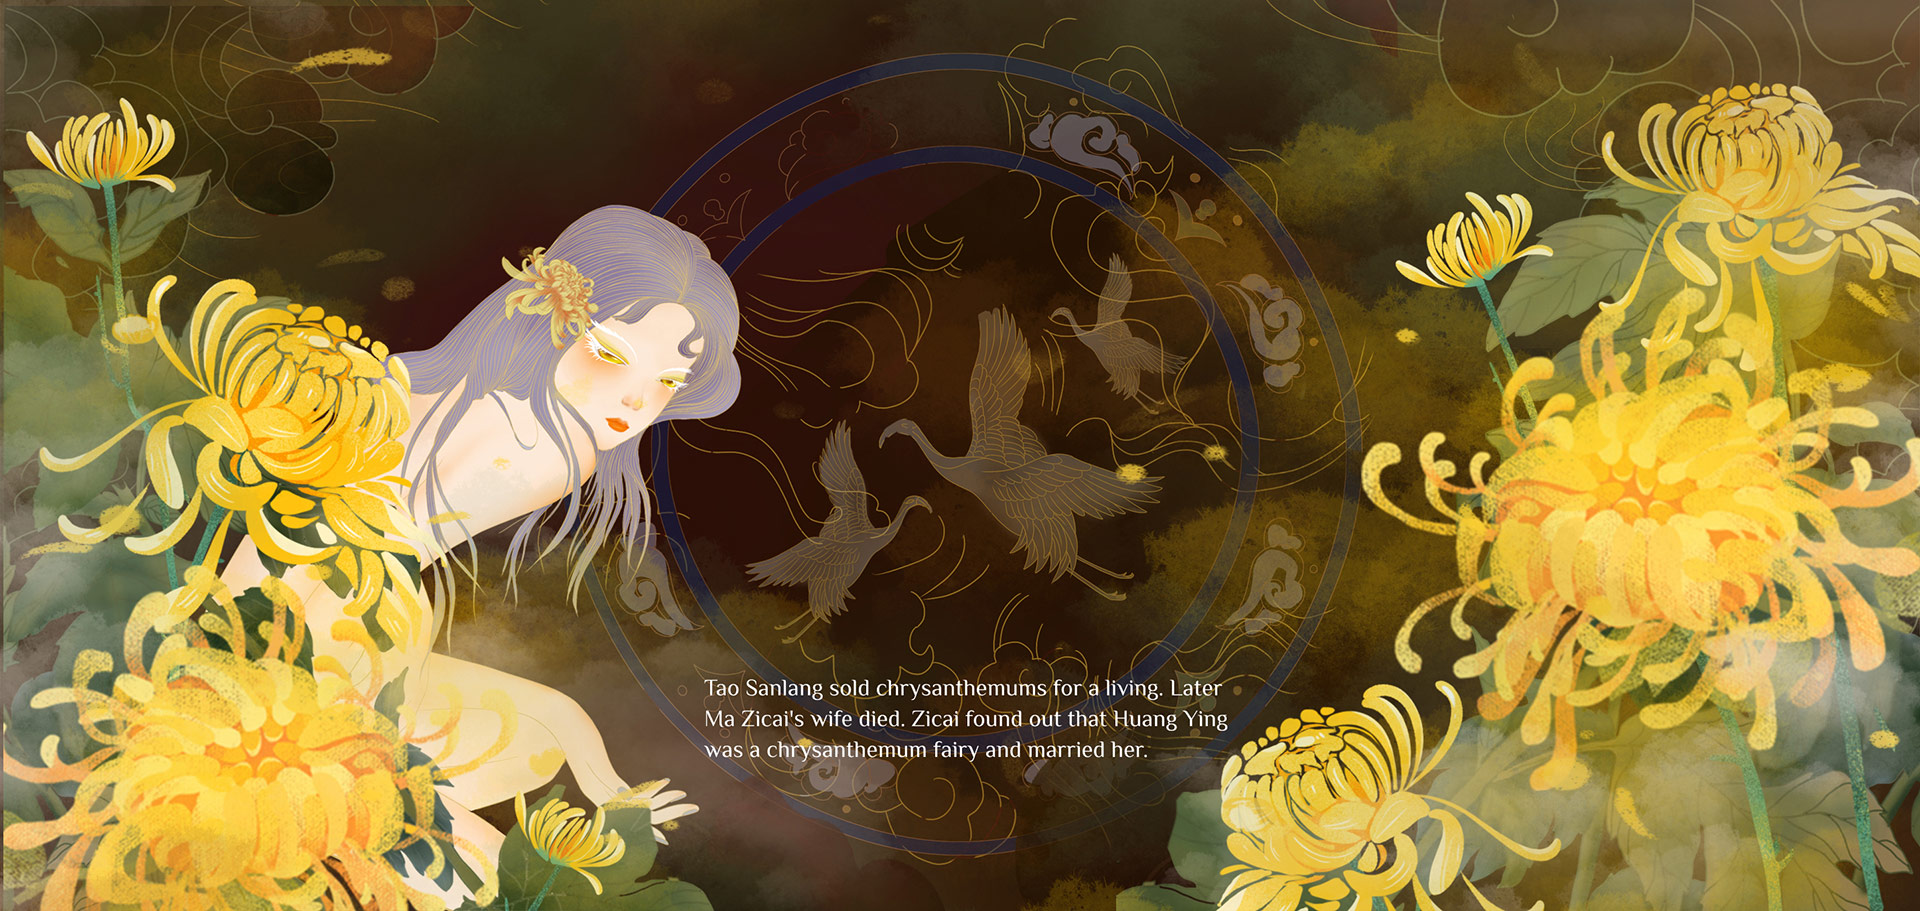 Tao Sanlang sold chrysanthemums for a living. Later
Ma Zicai's wife died. Zicai found out that Huang Ying
was a chrysanthemum fairy and married her.